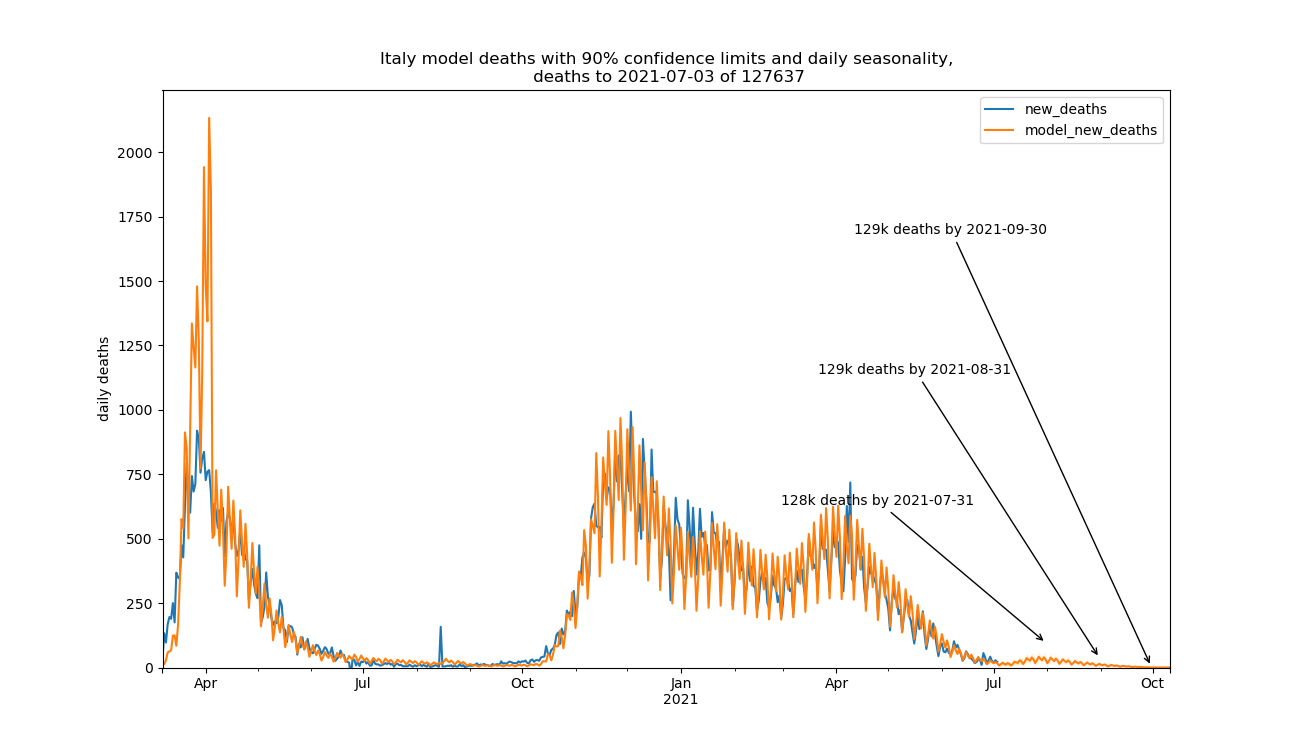 Italy model deaths with 90% confidence limits and daily seasonality,
deaths to 2021-07-03 of 127637
new_deaths
model_new_deaths
daily deaths
2000
1750
1500
1250
1000
750
500
250
0
129k deaths by 2021-09-30
129k deaths by 2021-08-31
128k deaths by 2021-07-31
Apr
Jul
Oct
Jan
2021
Apr
Jul
Oct